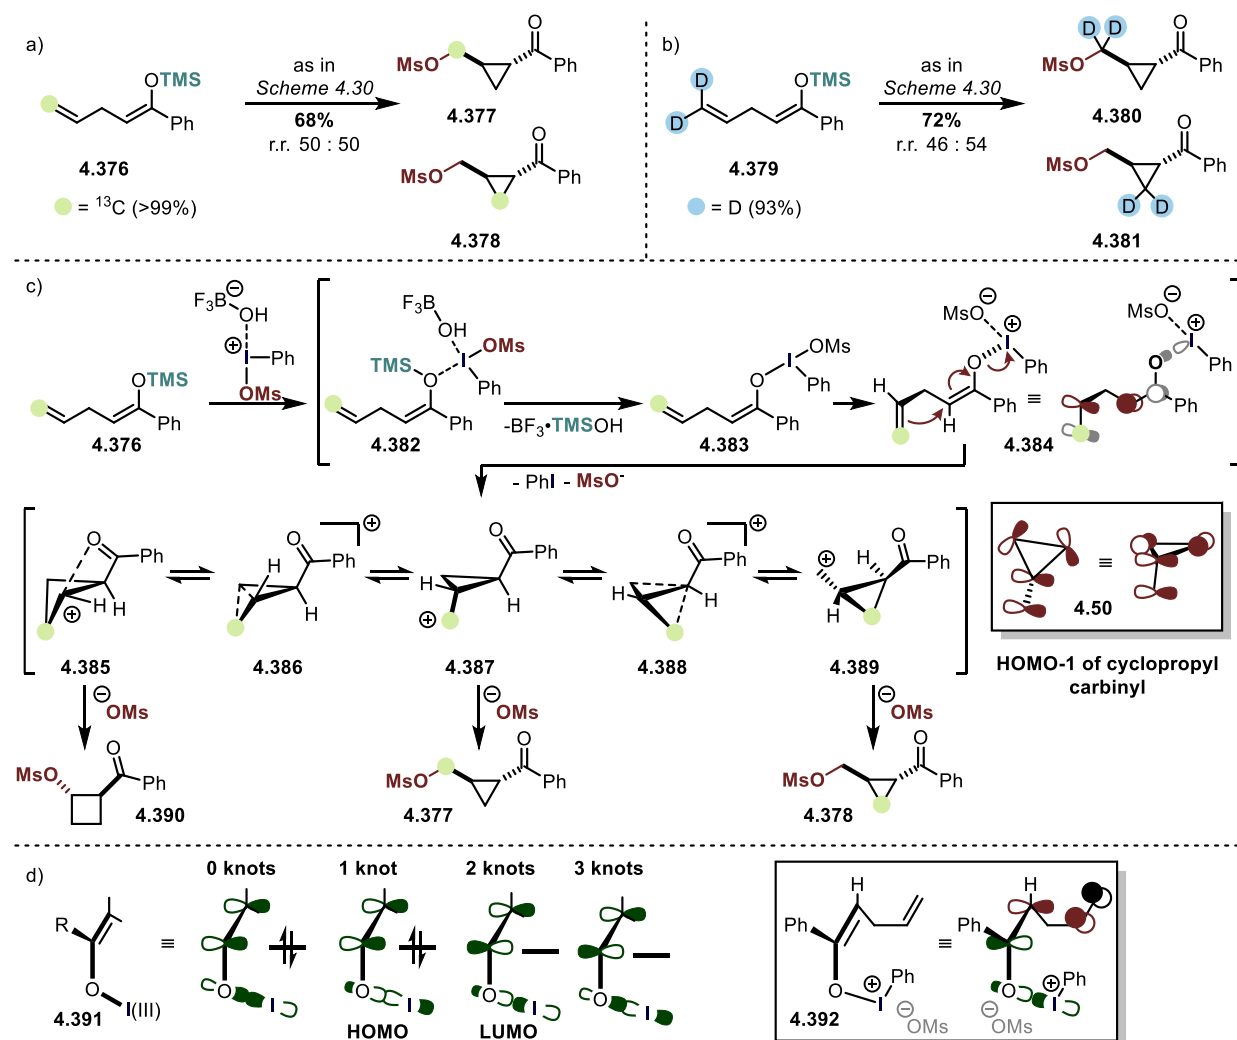 a)
OTMS
Ph
4.376
= ¹³C (>99%)
as in
Scheme 4.30
68%
r.r. 50 : 50
MsO
O
Ph
4.377
MsO
O
Ph
4.378
b)
D
D
OTMS
Ph
4.379
= D (93%)
as in
Scheme 4.30
72%
r.r. 46 : 54
D D
MsO
O
Ph
4.380
MsO
O
Ph
D D
4.381
c)
OTMS
Ph
4.376
F₃B⊖
OH
⊕
I Ph
OMs
F₃B
OH
TMS
O
I
OMs
Ph
Ph
4.382
-BF₃•TMSOH
OMs
O I
Ph
Ph
4.383
MsO⊖
⊕
I
O
Ph
H
H
Ph
≡
4.384
MsO⊖
⊕
I
O
Ph
Ph
- PhI - MsO⁻
O
Ph
H
H
⊕
4.385
⊕
O
Ph
H
H
4.386
O
Ph
H
H
⊕
4.387
⊕
O
Ph
H
H
4.388
O
Ph
H
H
⊕
4.389
≡
4.50
HOMO-1 of cyclopropyl
carbinyl
⊖
OMs
⊖
OMs
⊖
OMs
MsO
O
Ph
4.390
MsO
O
Ph
4.377
MsO
O
Ph
4.378
d)
R
O
I(III)
4.391
≡
0 knots
O
I
1 knot
O
I
HOMO
2 knots
O
I
LUMO
3 knots
O
I
H
Ph
O
⊕
Ph
I
⊖
OMs
4.392
≡
H
Ph
O
Ph
⊕
I
⊖
OMs